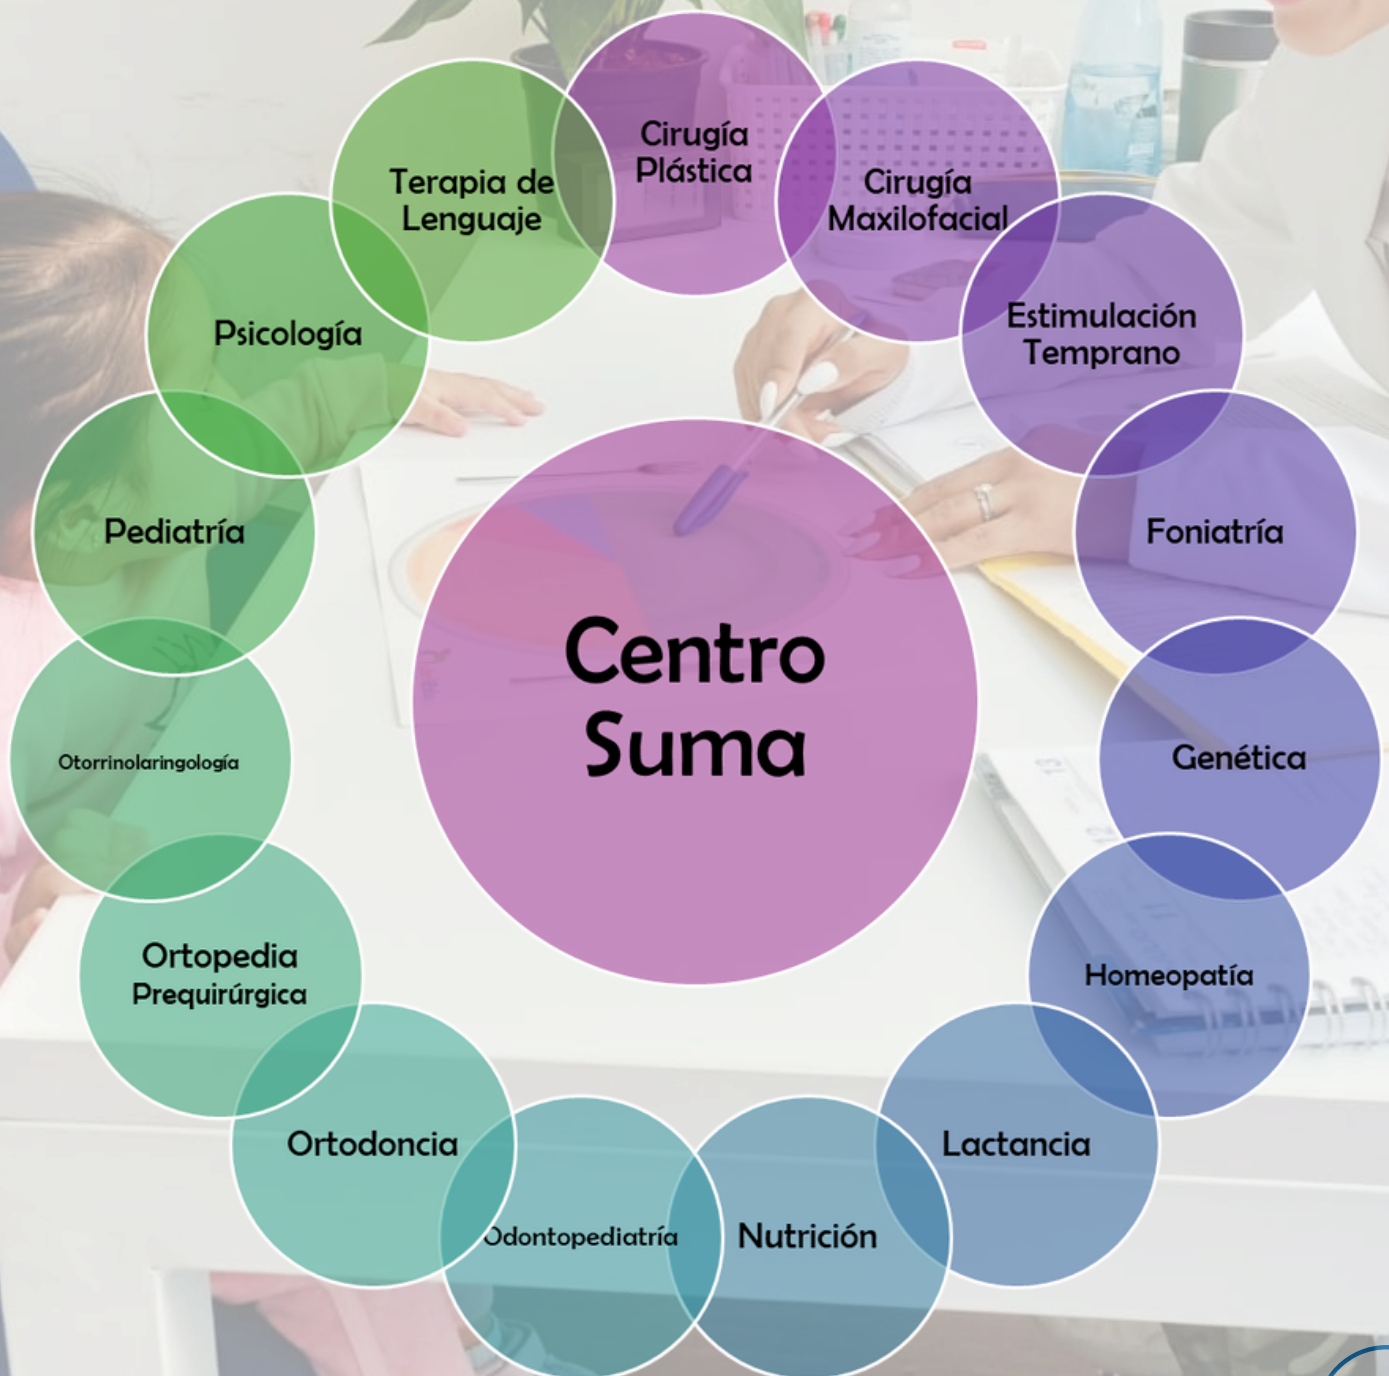 Cirugía
Plástica
Cirugía
Maxilofacial
Estimulación
Temprano
Foniatría
Genética
Homeopatía
Lactancia
Nutrición
Odontopediatría
Ortodoncia
Ortopedia
Prequirúrgica
Otorrinolaringología
Pediatría
Psicología
Terapia de
Lenguaje
Centro
Suma